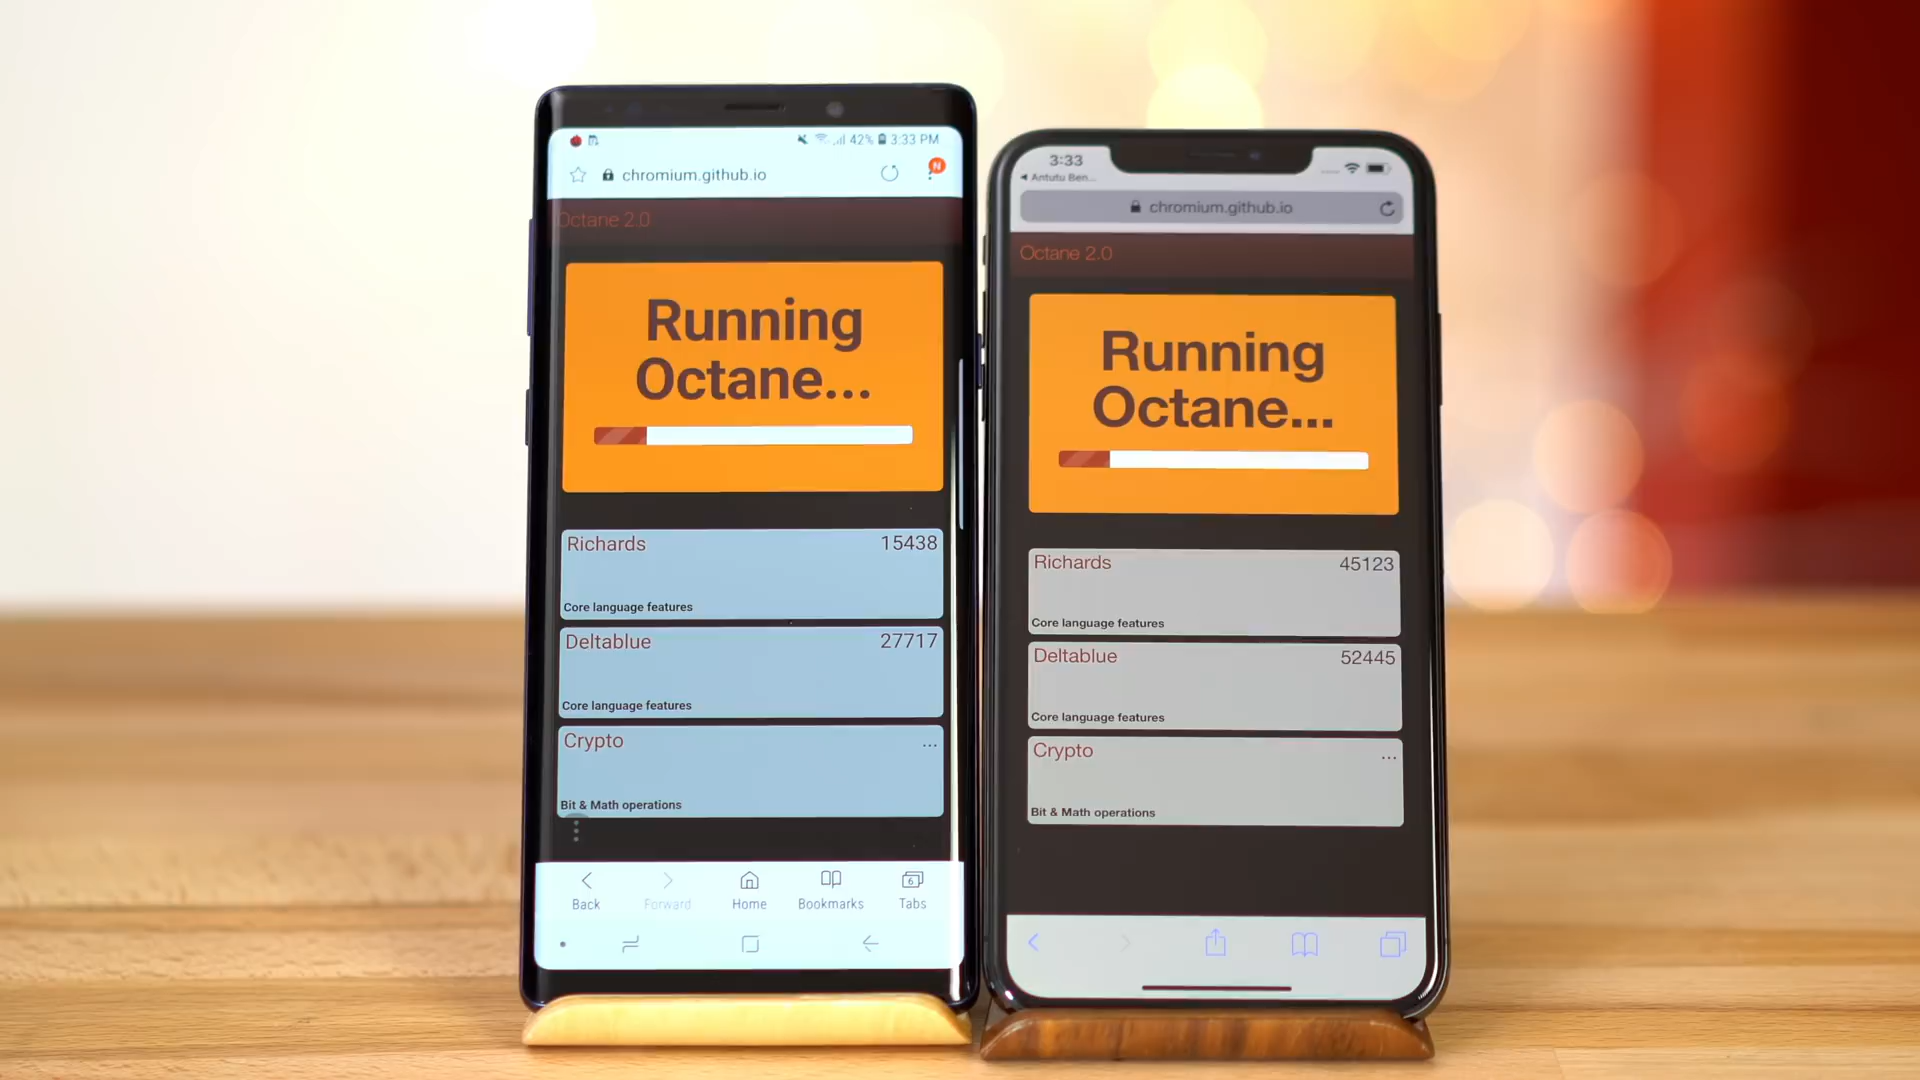 42% 3:33 PM
chromium.github.io
N
Octane 2.0
Running
Octane...
Richards 15438
Core language features
Deltablue 27717
Core language features
Crypto ...
Bit & Math operations
6
Back Forward Home Bookmarks Tabs
3:33
Antutu Ben...
chromium.github.io
Octane 2.0
Running
Octane...
Richards 45123
Core language features
Deltablue 52445
Core language features
Crypto ...
Bit & Math operations